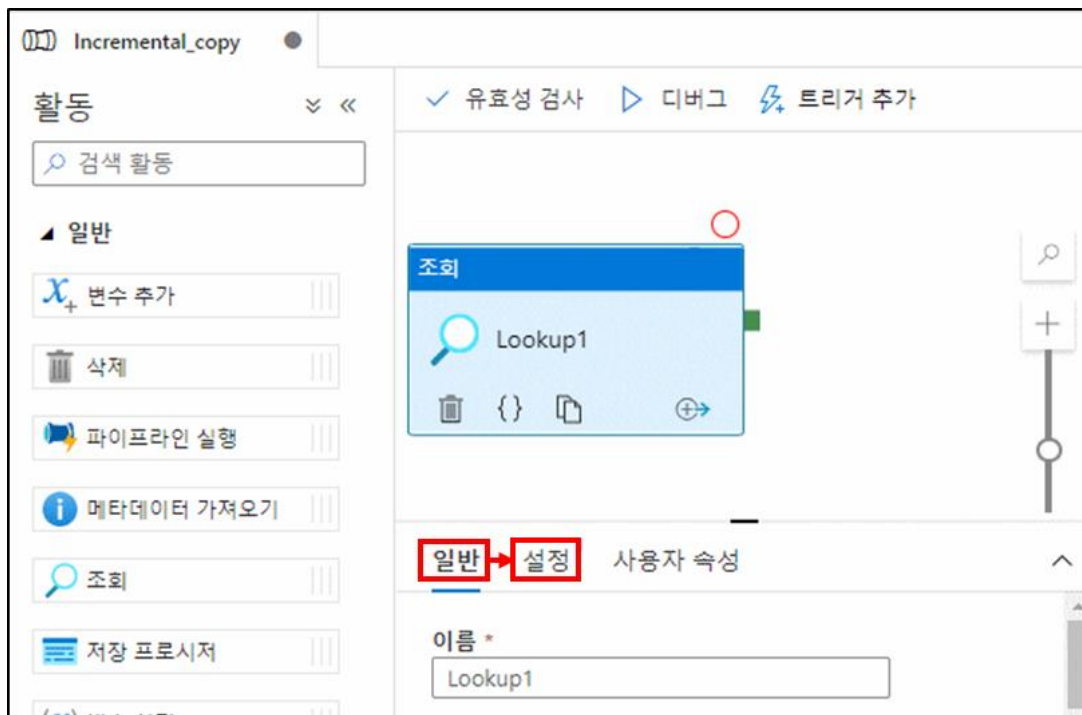 Incremental_copy
활동
유효성 검사 디버그 트리거 추가
검색 활동
일반
변수 추가
삭제
파이프라인 실행
메타데이터 가져오기
조회
저장 프로시저
조회
Lookup1
{}
일반 설정 사용자 속성
이름 *
Lookup1